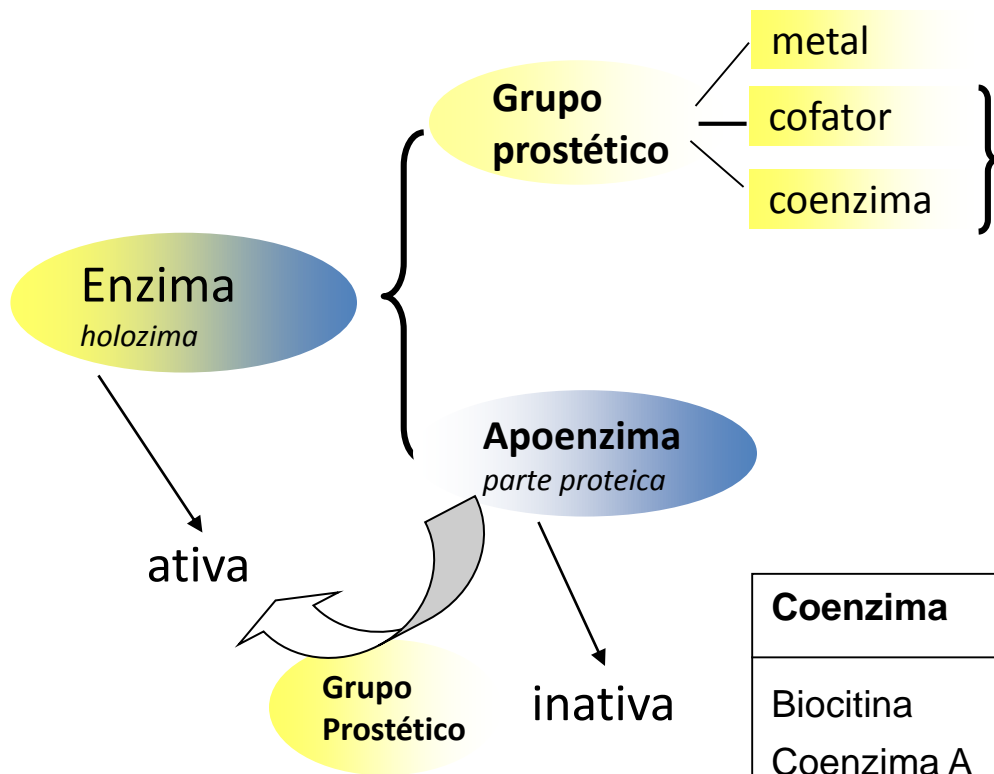 metal
Grupo
prostético
cofator
coenzima
Enzima
holozima
Apoenzima
parte proteica
ativa
Grupo
Prostético
inativa
Coenzima
Biocitina
Coenzima A